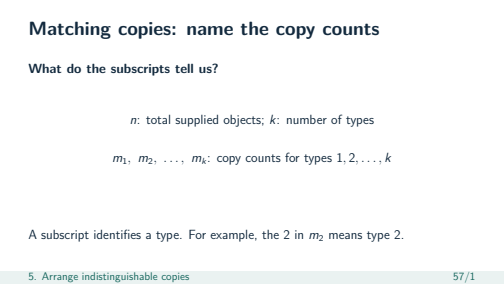 Matching copies: name the copy counts
What do the subscripts tell us?
n: total supplied objects; k: number of types
m₁, m₂, ..., mₖ: copy counts for types 1, 2, ..., k
A subscript identifies a type. For example, the 2 in m₂ means type 2.
5. Arrange indistinguishable copies 57/1